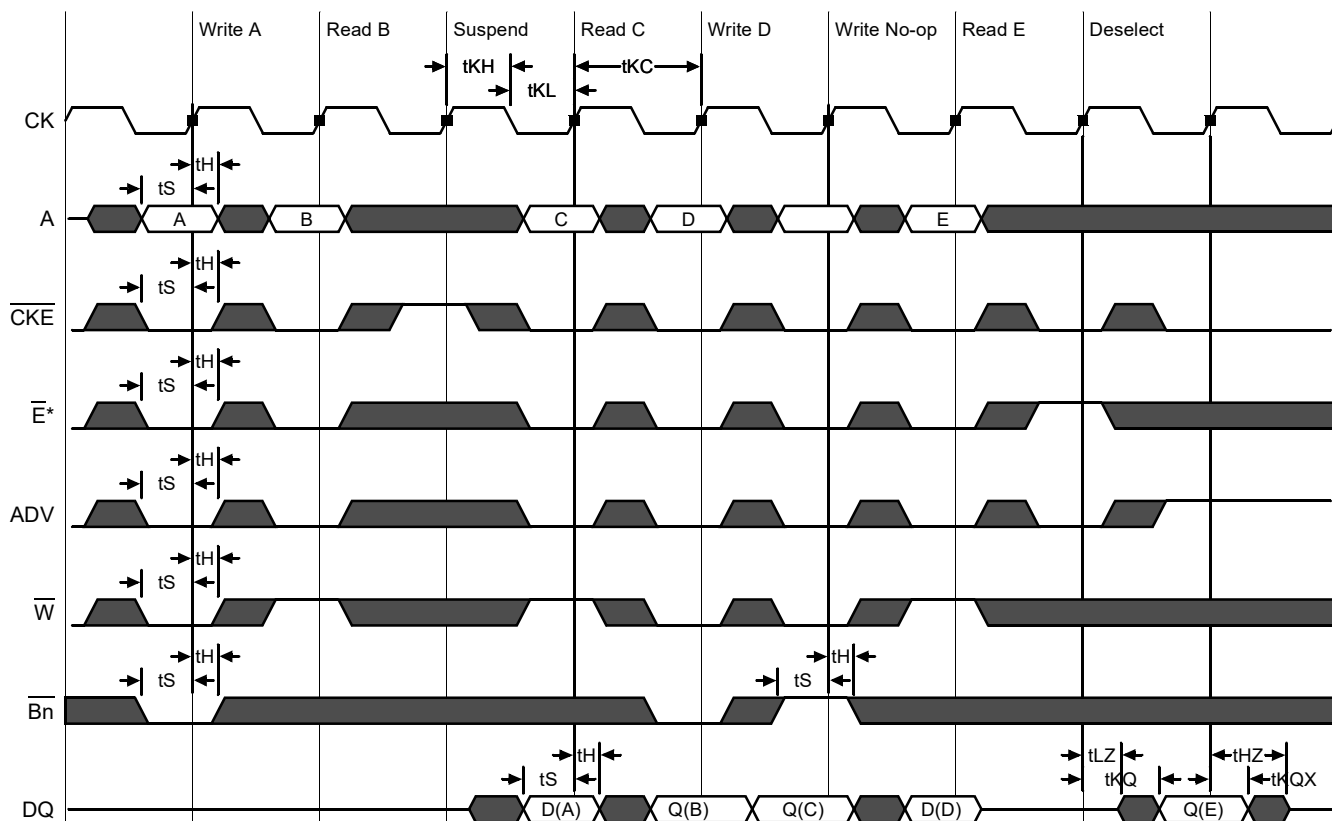 Write A Read B Suspend Read C Write D Write No-op Read E Deselect
tKH tKC
tKL
CK
tH
tS
A A B C D E
tH
tS
CKE
tH
tS
E*
tH
tS
ADV
tH
tS
W
tH tH
tS tS
Bn
tH tLZ tHZ
tS tKQ tKQX
DQ D(A) Q(B) Q(C) D(D) Q(E)